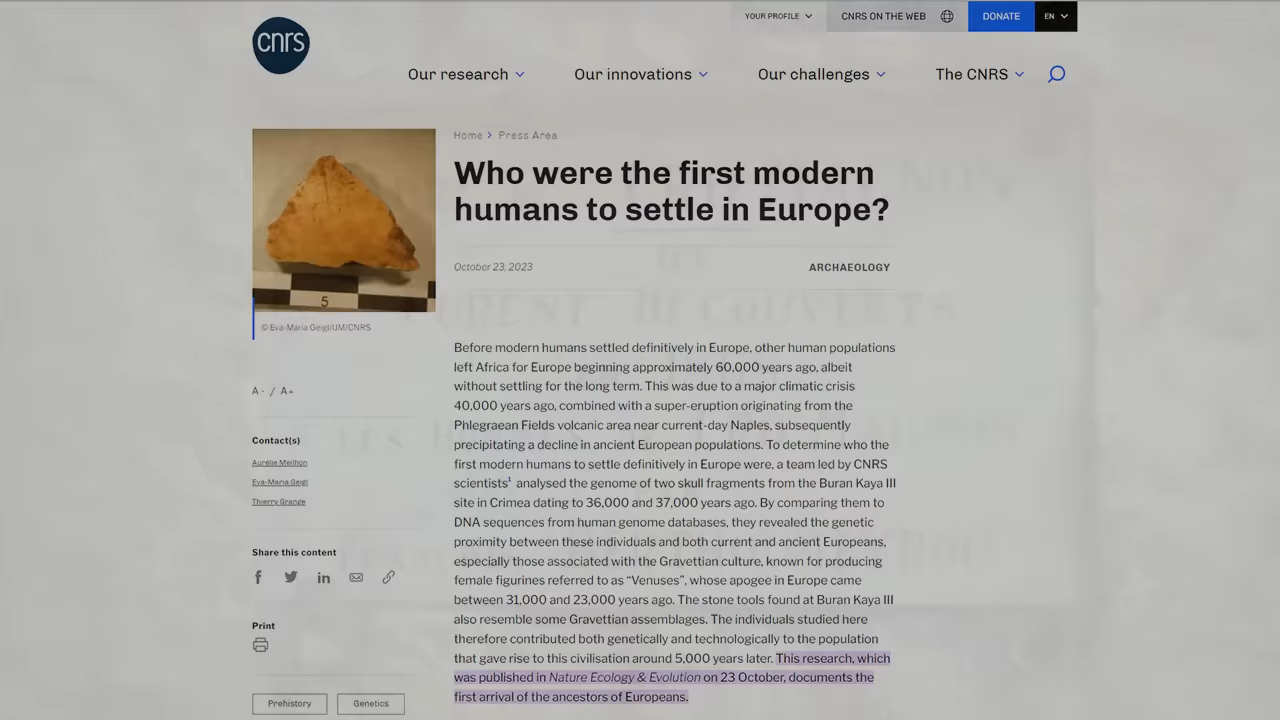 YOUR PROFILE
CNRS ON THE WEB
DONATE
EN
cnrs
Our research
Our innovations
Our challenges
The CNRS
Home > Press Area
Who were the first modern
humans to settle in Europe?
October 23, 2023
ARCHAEOLOGY
5
© Eva-Maria Geigl/IJM/CNRS
A - / A+
Contact(s)
Aurélie Meilhon
Eva-Maria Geigl
Thierry Grange
Share this content
Print
Prehistory
Genetics
Before modern humans settled definitively in Europe, other human populations
left Africa for Europe beginning approximately 60,000 years ago, albeit
without settling for the long term. This was due to a major climatic crisis
40,000 years ago, combined with a super-eruption originating from the
Phlegraean Fields volcanic area near current-day Naples, subsequently
precipitating a decline in ancient European populations. To determine who the
first modern humans to settle definitively in Europe were, a team led by CNRS
scientists¹ analysed the genome of two skull fragments from the Buran Kaya III
site in Crimea dating to 36,000 and 37,000 years ago. By comparing them to
DNA sequences from human genome databases, they revealed the genetic
proximity between these individuals and both current and ancient Europeans,
especially those associated with the Gravettian culture, known for producing
female figurines referred to as “Venuses”, whose apogee in Europe came
between 31,000 and 23,000 years ago. The stone tools found at Buran Kaya III
also resemble some Gravettian assemblages. The individuals studied here
therefore contributed both genetically and technologically to the population
that gave rise to this civilisation around 5,000 years later. This research, which
was published in Nature Ecology & Evolution on 23 October, documents the
first arrival of the ancestors of Europeans.